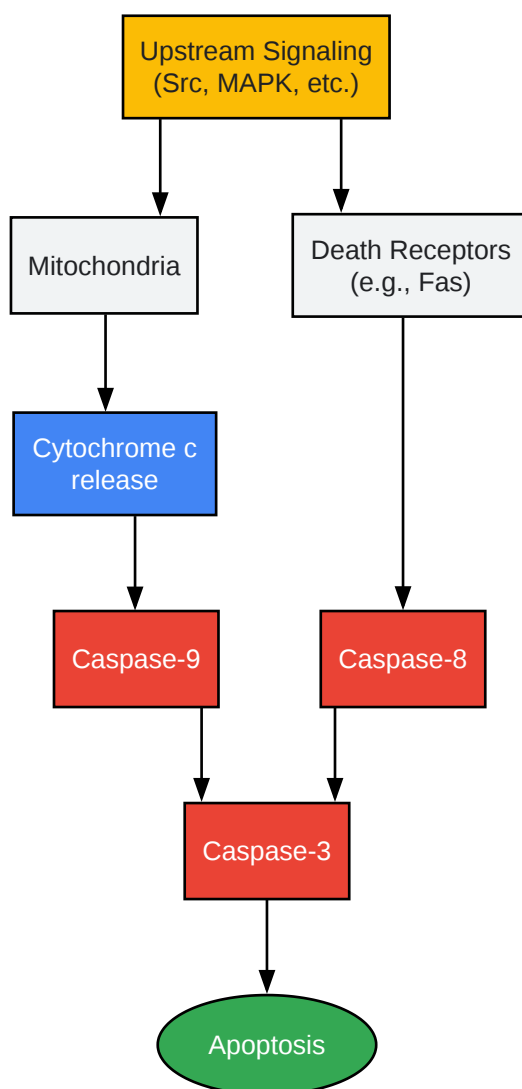 Upstream Signaling
(Src, MAPK, etc.)
Mitochondria
Death Receptors
(e.g., Fas)
Cytochrome c
release
Caspase-9
Caspase-8
Caspase-3
Apoptosis